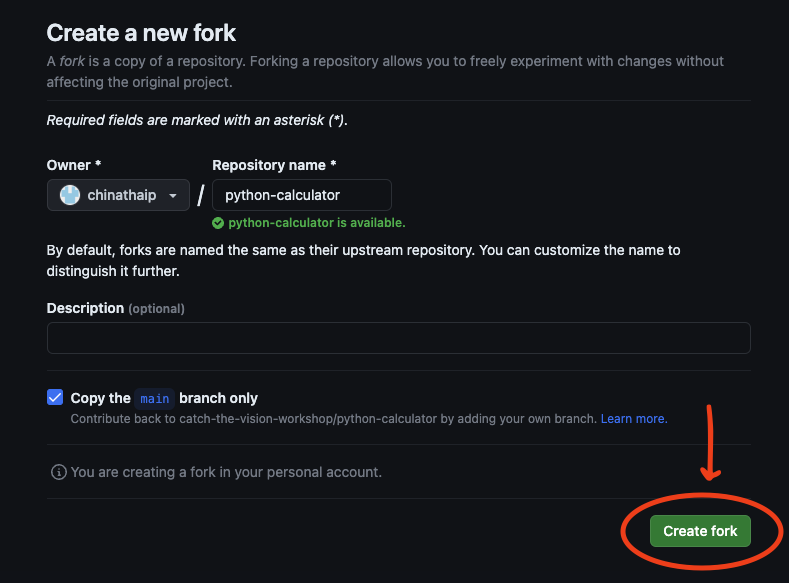 Create a new fork
A fork is a copy of a repository. Forking a repository allows you to freely experiment with changes without
affecting the original project.
Required fields are marked with an asterisk (*).
Owner * Repository name *
chinathaip / python-calculator
python-calculator is available.
By default, forks are named the same as their upstream repository. You can customize the name to
distinguish it further.
Description (optional)
Copy the main branch only
Contribute back to catch-the-vision-workshop/python-calculator by adding your own branch. Learn more.
You are creating a fork in your personal account.
Create fork